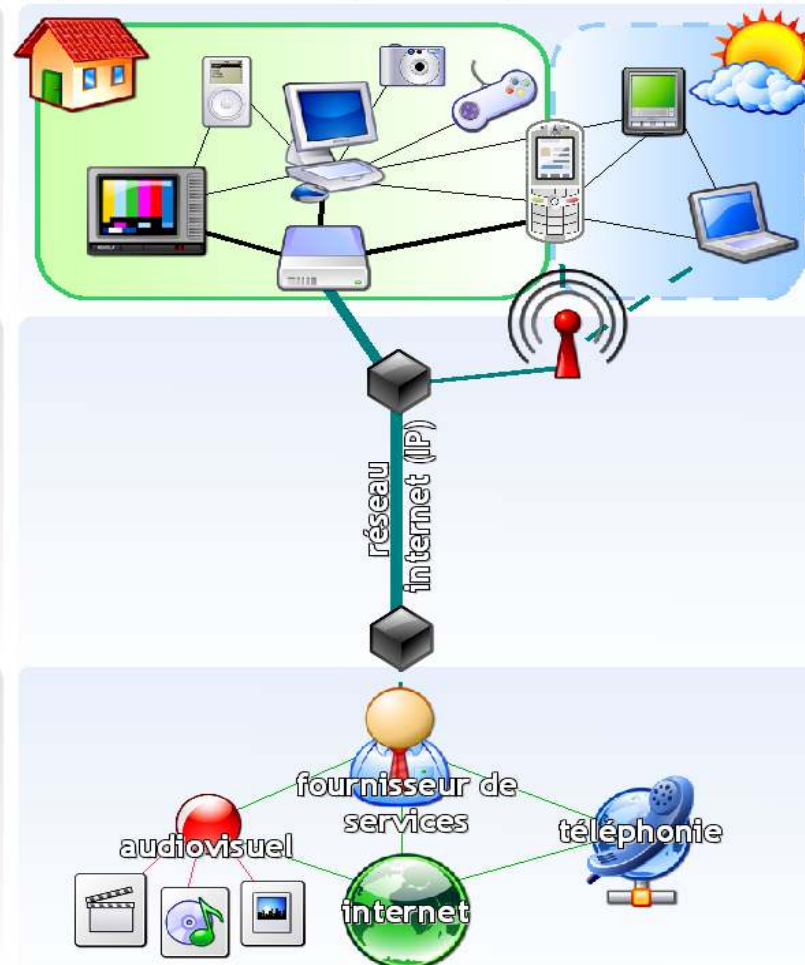 réseau
internet (IP)
fournisseur de
services
audiovisuel
téléphonie
internet